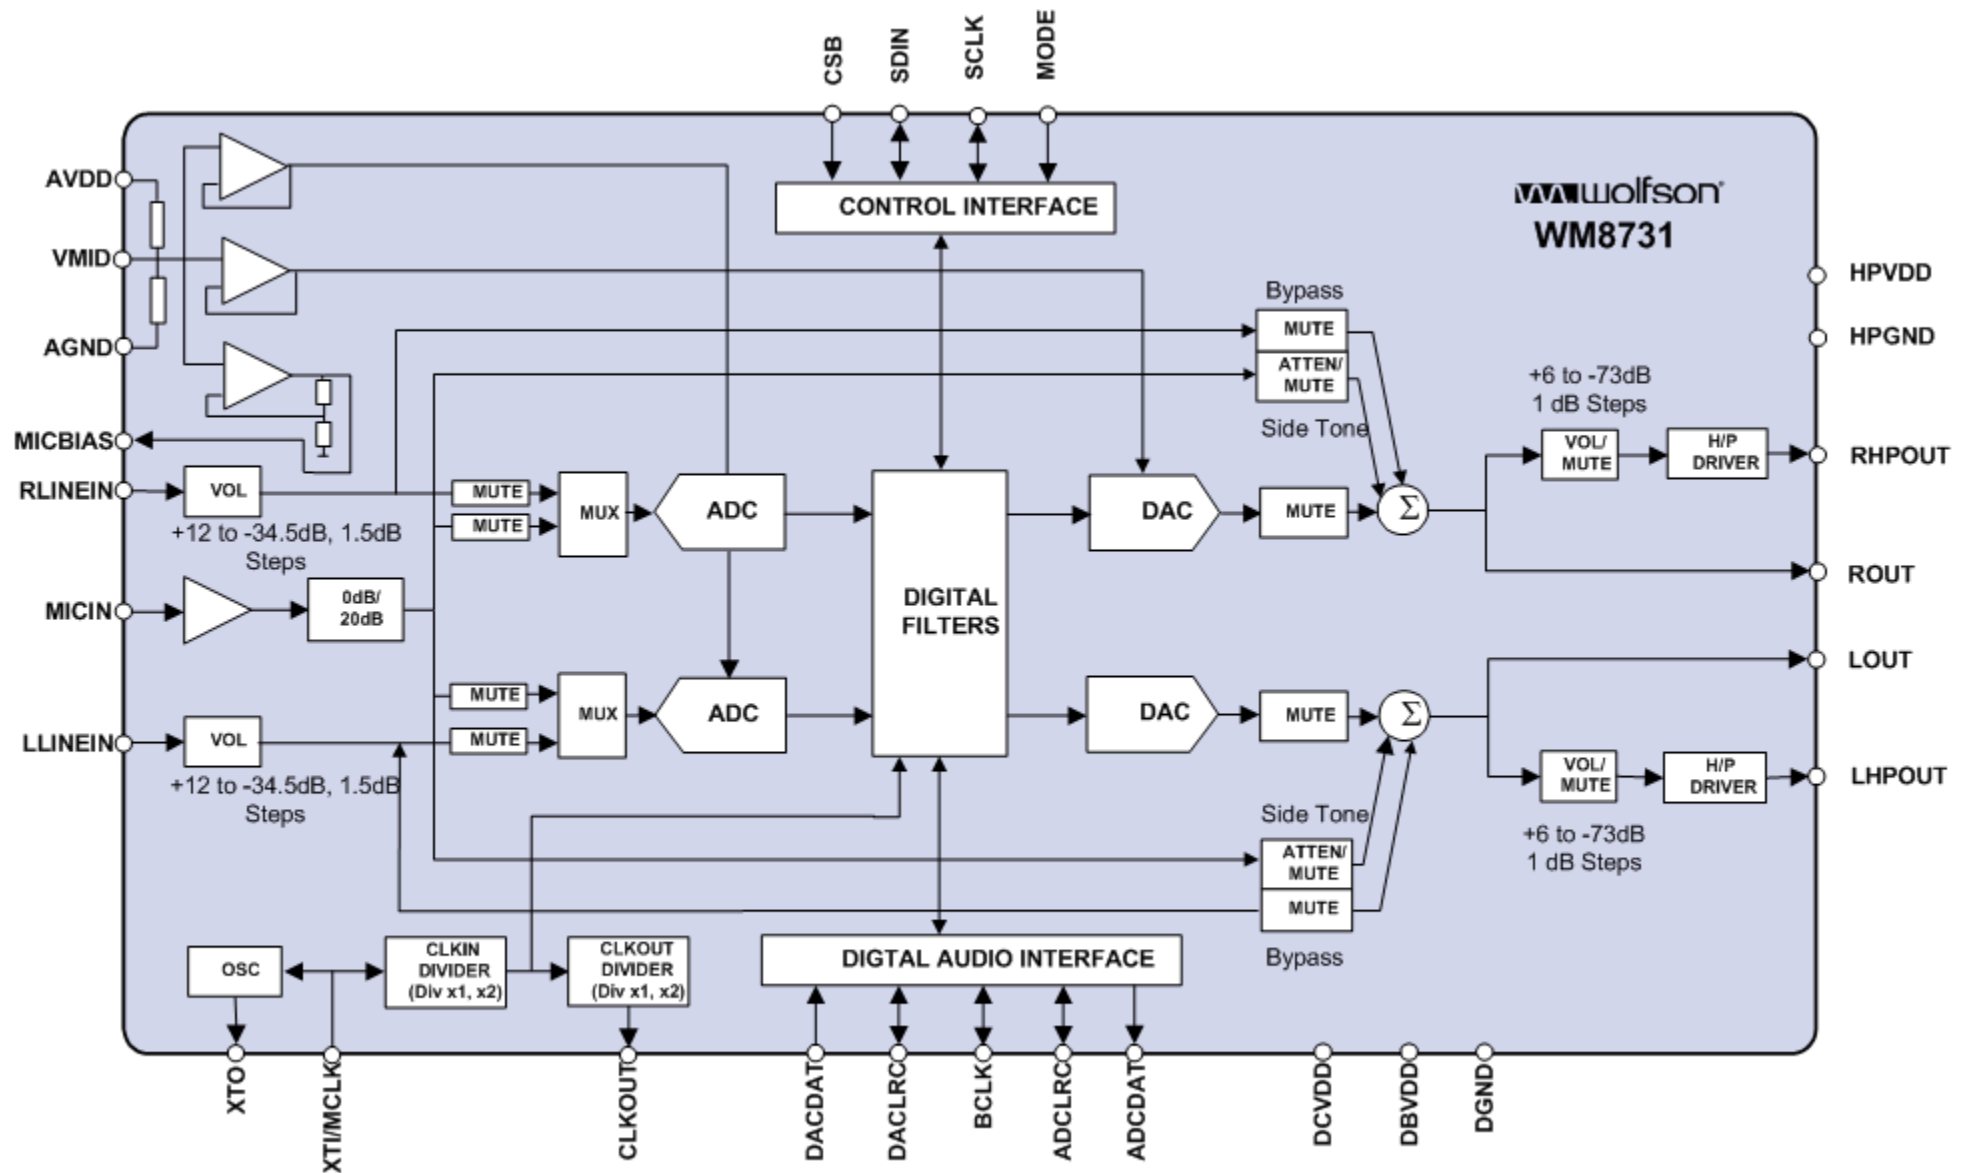 CSB
SDIN
SCLK
MODE
AVDD
VMID
AGND
MICBIAS
RLINEIN
MICIN
LLINEIN
CONTROL INTERFACE
wolfson
WM8731
HPVDD
HPGND
RHPOUT
ROUT
LOUT
LHPOUT
Bypass
MUTE
ATTEN/
MUTE
Side Tone
+6 to -73dB
1 dB Steps
VOL/
MUTE
H/P
DRIVER
VOL
+12 to -34.5dB, 1.5dB
Steps
MUTE
MUTE
MUX
ADC
DAC
MUTE
Σ
0dB/
20dB
DIGITAL
FILTERS
VOL
+12 to -34.5dB, 1.5dB
Steps
MUTE
MUTE
MUX
ADC
DAC
MUTE
Σ
VOL/
MUTE
H/P
DRIVER
+6 to -73dB
1 dB Steps
Side Tone
ATTEN/
MUTE
MUTE
Bypass
OSC
CLKIN
DIVIDER
(Div x1, x2)
CLKOUT
DIVIDER
(Div x1, x2)
DIGTAL AUDIO INTERFACE
XTO
XTI/MCLK
CLKOUT
DACDAT
DACLRC
BCLK
ADCLRC
ADCDAT
DCVDD
DBVDD
DGND